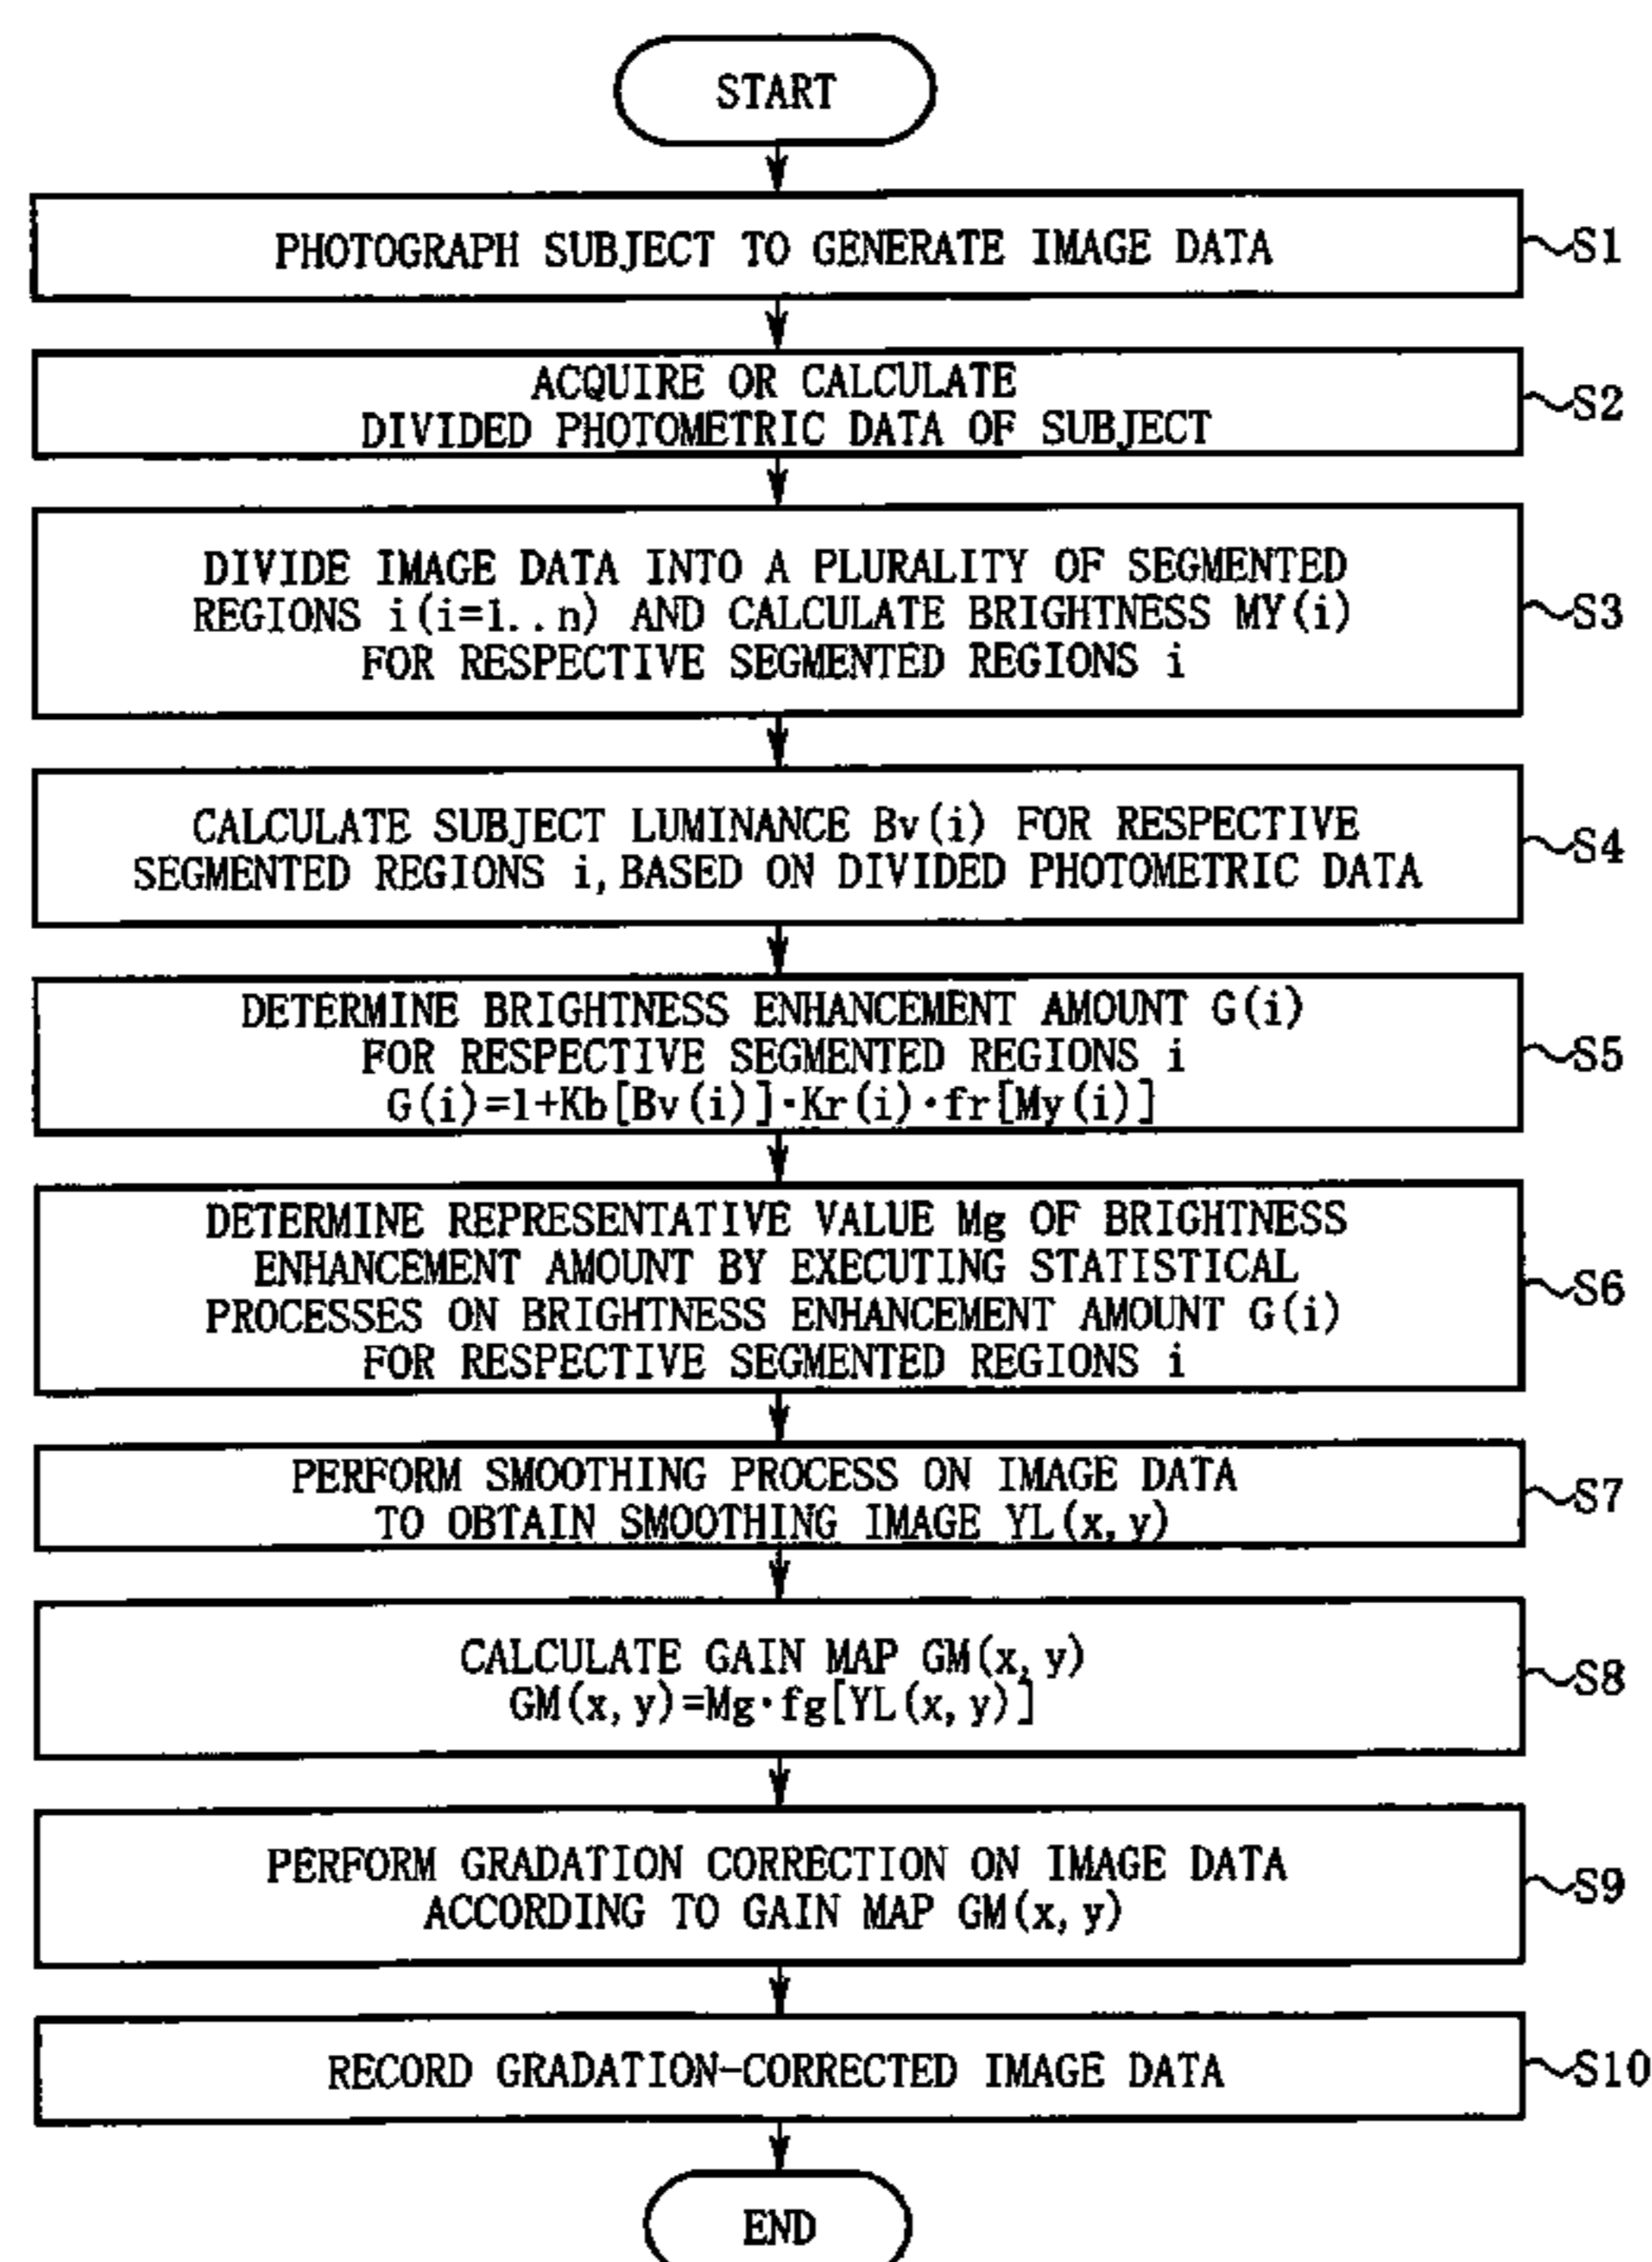 START
PHOTOGRAPH SUBJECT TO GENERATE IMAGE DATA
S1
ACQUIRE OR CALCULATE
DIVIDED PHOTOMETRIC DATA OF SUBJECT
S2
DIVIDE IMAGE DATA INTO A PLURALITY OF SEGMENTED
REGIONS i(i=1..n) AND CALCULATE BRIGHTNESS MY(i)
FOR RESPECTIVE SEGMENTED REGIONS i
S3
CALCULATE SUBJECT LUMINANCE Bv(i) FOR RESPECTIVE
SEGMENTED REGIONS i, BASED ON DIVIDED PHOTOMETRIC DATA
S4
DETERMINE BRIGHTNESS ENHANCEMENT AMOUNT G(i)
FOR RESPECTIVE SEGMENTED REGIONS i
G(i)=1+Kb[Bv(i)]·Kr(i)·fr[My(i)]
S5
DETERMINE REPRESENTATIVE VALUE Mg OF BRIGHTNESS
ENHANCEMENT AMOUNT BY EXECUTING STATISTICAL
PROCESSES ON BRIGHTNESS ENHANCEMENT AMOUNT G(i)
FOR RESPECTIVE SEGMENTED REGIONS i
S6
PERFORM SMOOTHING PROCESS ON IMAGE DATA
TO OBTAIN SMOOTHING IMAGE YL(x,y)
S7
CALCULATE GAIN MAP GM(x,y)
GM(x,y)=Mg·fg[YL(x,y)]
S8
PERFORM GRADATION CORRECTION ON IMAGE DATA
ACCORDING TO GAIN MAP GM(x,y)
S9
RECORD GRADATION-CORRECTED IMAGE DATA
S10
END